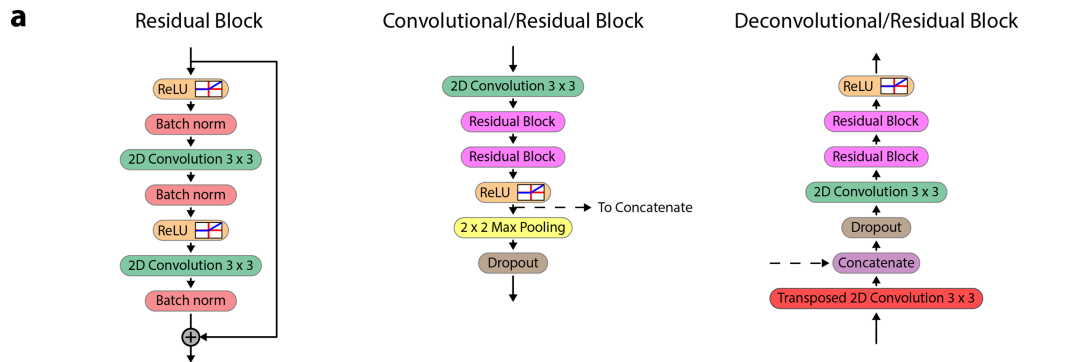 a
Residual Block
ReLU
Batch norm
2D Convolution 3 x 3
Batch norm
ReLU
2D Convolution 3 x 3
Batch norm
Convolutional/Residual Block
2D Convolution 3 x 3
Residual Block
Residual Block
ReLU
To Concatenate
2 x 2 Max Pooling
Dropout
Deconvolutional/Residual Block
ReLU
Residual Block
Residual Block
2D Convolution 3 x 3
Dropout
Concatenate
Transposed 2D Convolution 3 x 3